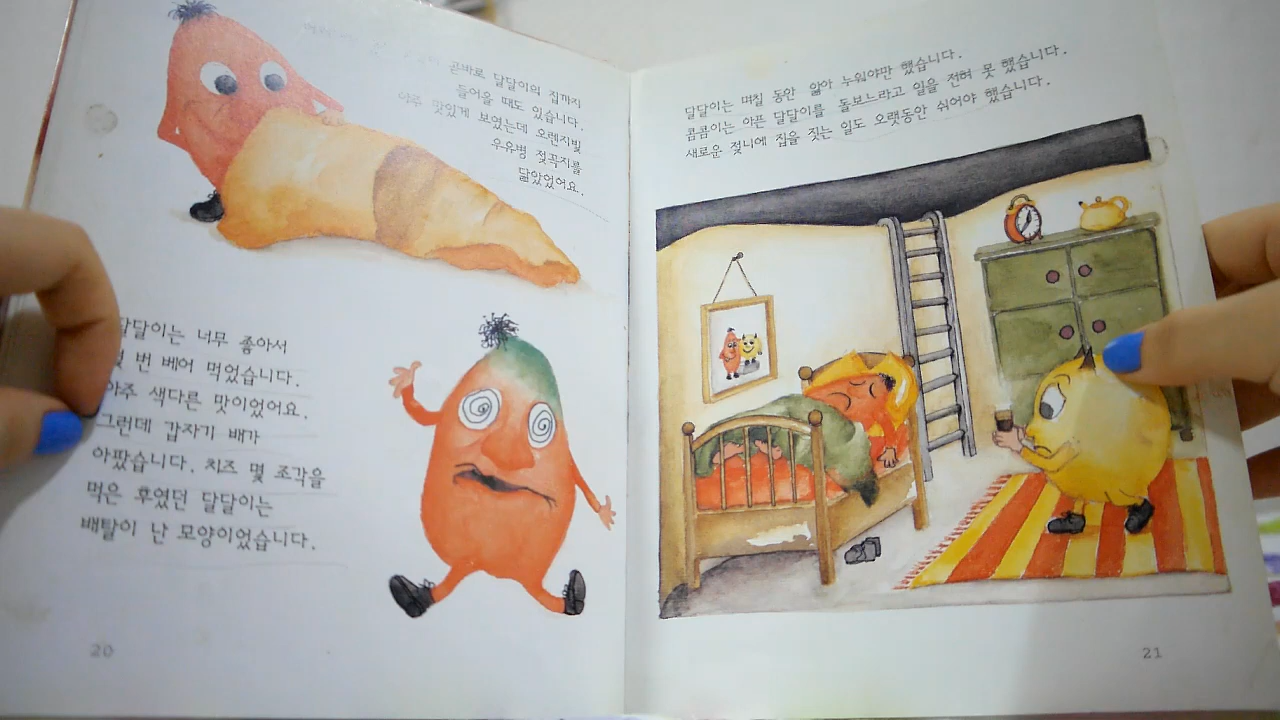 곧바로 달달이의 집까지
들어올 때도 있습니다.
아주 맛있게 보였는데 오렌지빛
우유병 젖꼭지를
닮았었어요.
달달이는 너무 좋아서
몇 번 베어 먹었습니다.
아주 색다른 맛이었어요.
그런데 갑자기 배가
아팠습니다. 치즈 몇 조각을
먹은 후였던 달달이는
배탈이 난 모양이었습니다.
20
달달이는 며칠 동안 앓아 누워야만 했습니다.
콤콤이는 아픈 달달이를 돌보느라고 일을 전혀 못 했습니다.
새로운 젖니에 집을 짓는 일도 오랫동안 쉬어야 했습니다.
21